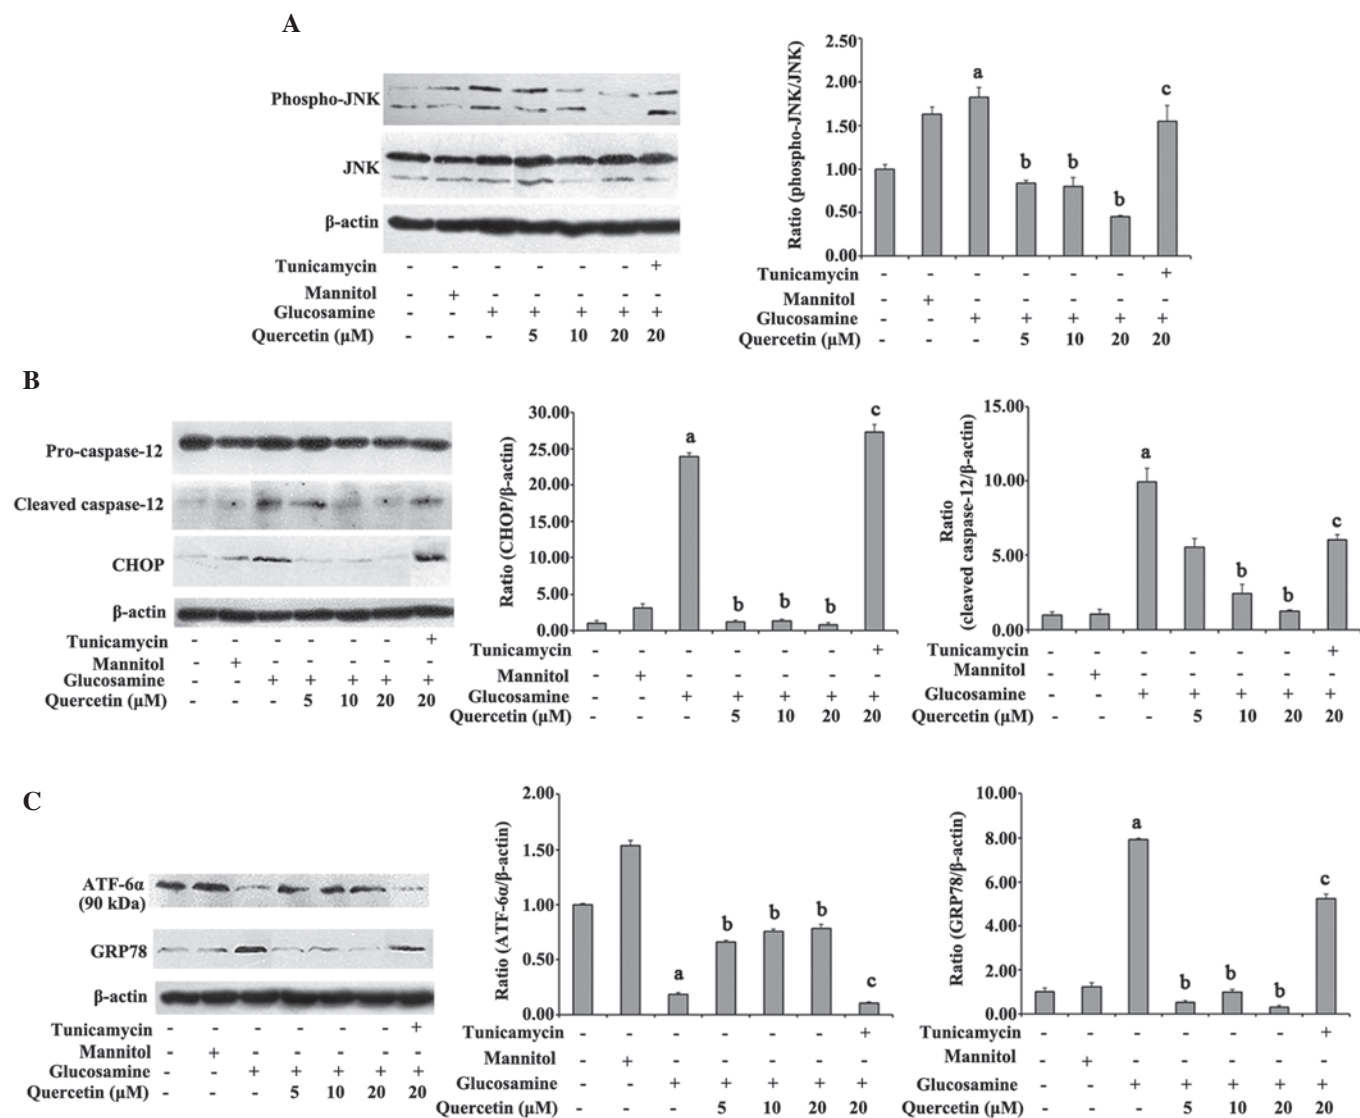 A
Phospho-JNK
JNK
β-actin
Tunicamycin - - - - - - +
Mannitol - + - - - - -
Glucosamine - - + + + + +
Quercetin (µM) - - - 5 10 20 20
Ratio (phospho-JNK/JNK)
2.50
2.00
1.50
1.00
0.50
0.00
a
b
b
b
c
Tunicamycin - - - - - - +
Mannitol - + - - - - -
Glucosamine - - + + + + +
Quercetin (µM) - - - 5 10 20 20
B
Pro-caspase-12
Cleaved caspase-12
CHOP
β-actin
Tunicamycin - - - - - - +
Mannitol - + - - - - -
Glucosamine - - + + + + +
Quercetin (µM) - - - 5 10 20 20
Ratio (CHOP/β-actin)
30.00
25.00
20.00
15.00
10.00
5.00
0.00
a
b
b
b
c
Tunicamycin - - - - - - +
Mannitol - + - - - - -
Glucosamine - - + + + + +
Quercetin (µM) - - - 5 10 20 20
Ratio
(cleaved caspase-12/β-actin)
15.00
10.00
5.00
0.00
a
b
b
c
Tunicamycin - - - - - - +
Mannitol - + - - - - -
Glucosamine - - + + + + +
Quercetin (µM) - - - 5 10 20 20
C
ATF-6α
(90 kDa)
GRP78
β-actin
Tunicamycin - - - - - - +
Mannitol - + - - - - -
Glucosamine - - + + + + +
Quercetin (µM) - - - 5 10 20 20
Ratio (ATF-6α/β-actin)
2.00
1.50
1.00
0.50
0.00
a
b
b
b
c
Tunicamycin - - - - - - +
Mannitol - + - - - - -
Glucosamine - - + + + + +
Quercetin (µM) - - - 5 10 20 20
Ratio (GRP78/β-actin)
10.00
8.00
6.00
4.00
2.00
0.00
a
b
b
b
c
Tunicamycin - - - - - - +
Mannitol - + - - - - -
Glucosamine - - + + + + +
Quercetin (µM) - - - 5 10 20 20